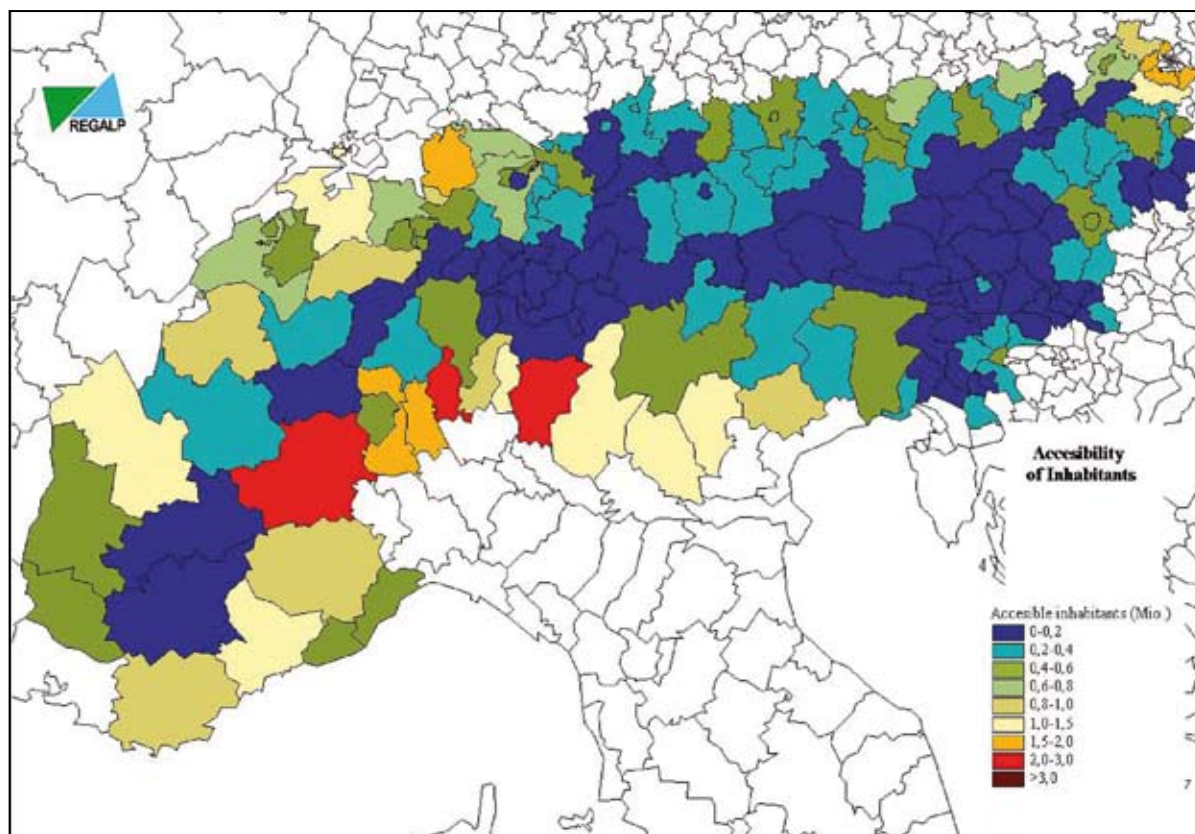 REGALP
Accesibility
of Inhabitants
4
Accesible inhabitants (Mio.)
0-0,2
0,2-0,4
0,4-0,6
0,6-0,8
0,8-1,0
1,0-1,5
1,5-2,0
2,0-3,0
>3,0
7